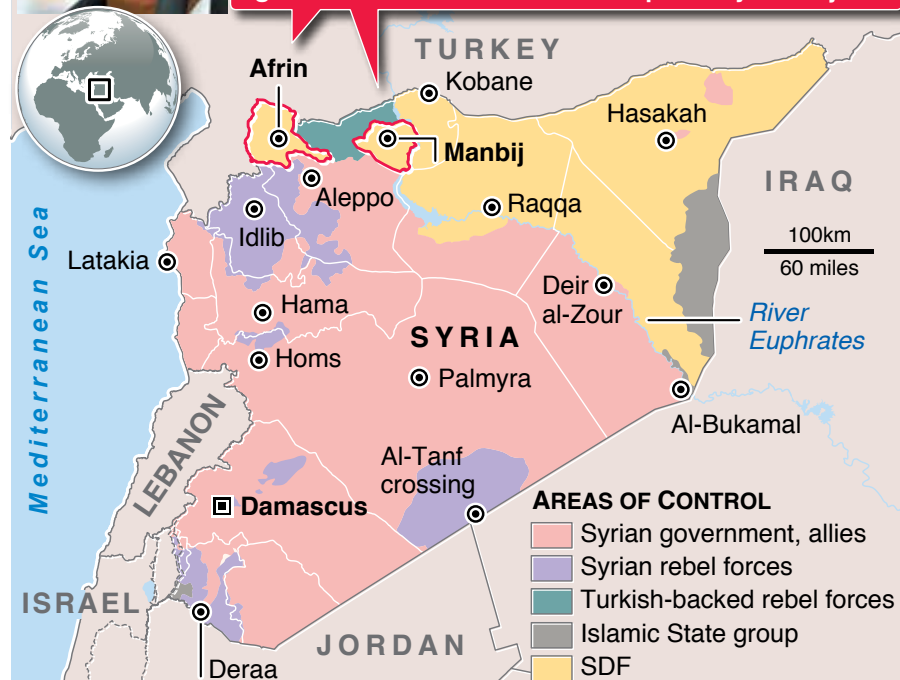 TURKEY
Afrin
Kobane
Hasakah
Manbij
Aleppo
IRAQ
Raqqa
Idlib
100km
60 miles
Mediterranean Sea
Latakia
Deir
al-Zour
Hama
River
Euphrates
SYRIA
Homs
Palmyra
LEBANON
Al-Bukamal
Al-Tanf
crossing
Damascus
AREAS OF CONTROL
Syrian government, allies
Syrian rebel forces
Turkish-backed rebel forces
Islamic State group
SDF
ISRAEL
JORDAN
Deraa